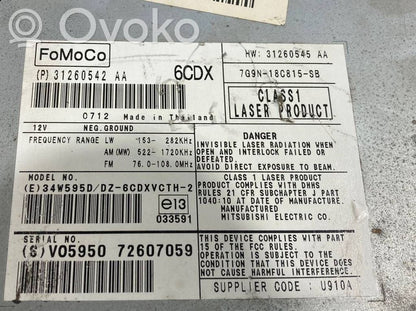 Ovoko
FoMoCo
(P) 31260542 AA
6CDX
HW: 31260545 AA
7G9N-18C815-SB
CLASS1
LASER PRODUCT
C712 Made in Thailand
12V NEG.GROUND
FREQUENCY RANGE LW 153- 282KHz
AM (MW) 522- 1720KHz
FM 76.0-108.0MHz
MODEL NO.
(E)34W595D/DZ-6CDXVCTH-2
e13
033591
SERIAL NO.
(S)V05950 72607059
DANGER
INVISIBLE LASER RADIATION WHEN
OPEN AND INTERLOCK FAILED OR
DEFEATED.
AVOID DIRECT EXPOSURE TO BEAM.
CLASS 1 LASER PRODUCT
THIS PRODUCT COMPLIES WITH DHHS
RULES 21 CFR SUBCHAPTER J PART
1040:10 AT DATE OF MANUFACTURE.
MANUFACTURED
MITSUBISHI ELECTRIC CO.
THIS DEVICE COMPLIES WITH PART
15 OF THE FCC RULES.
OPERATION IS SUBJECT TO THE
CONDITION THAT THIS DEVICE DOES
NOT CAUSE HARMFUL INTERFERENCE.
SUPPLIER CODE : U910A